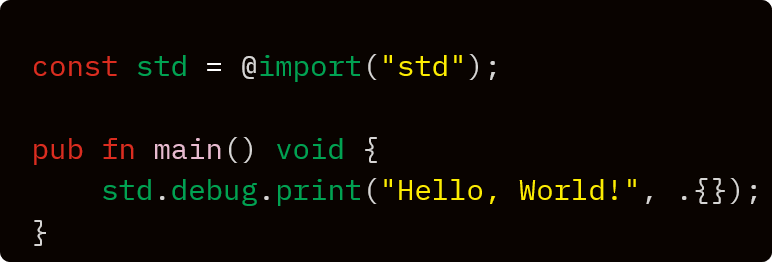 const std = @import("std");
pub fn main() void {
    std.debug.print("Hello, World!", .{});
}